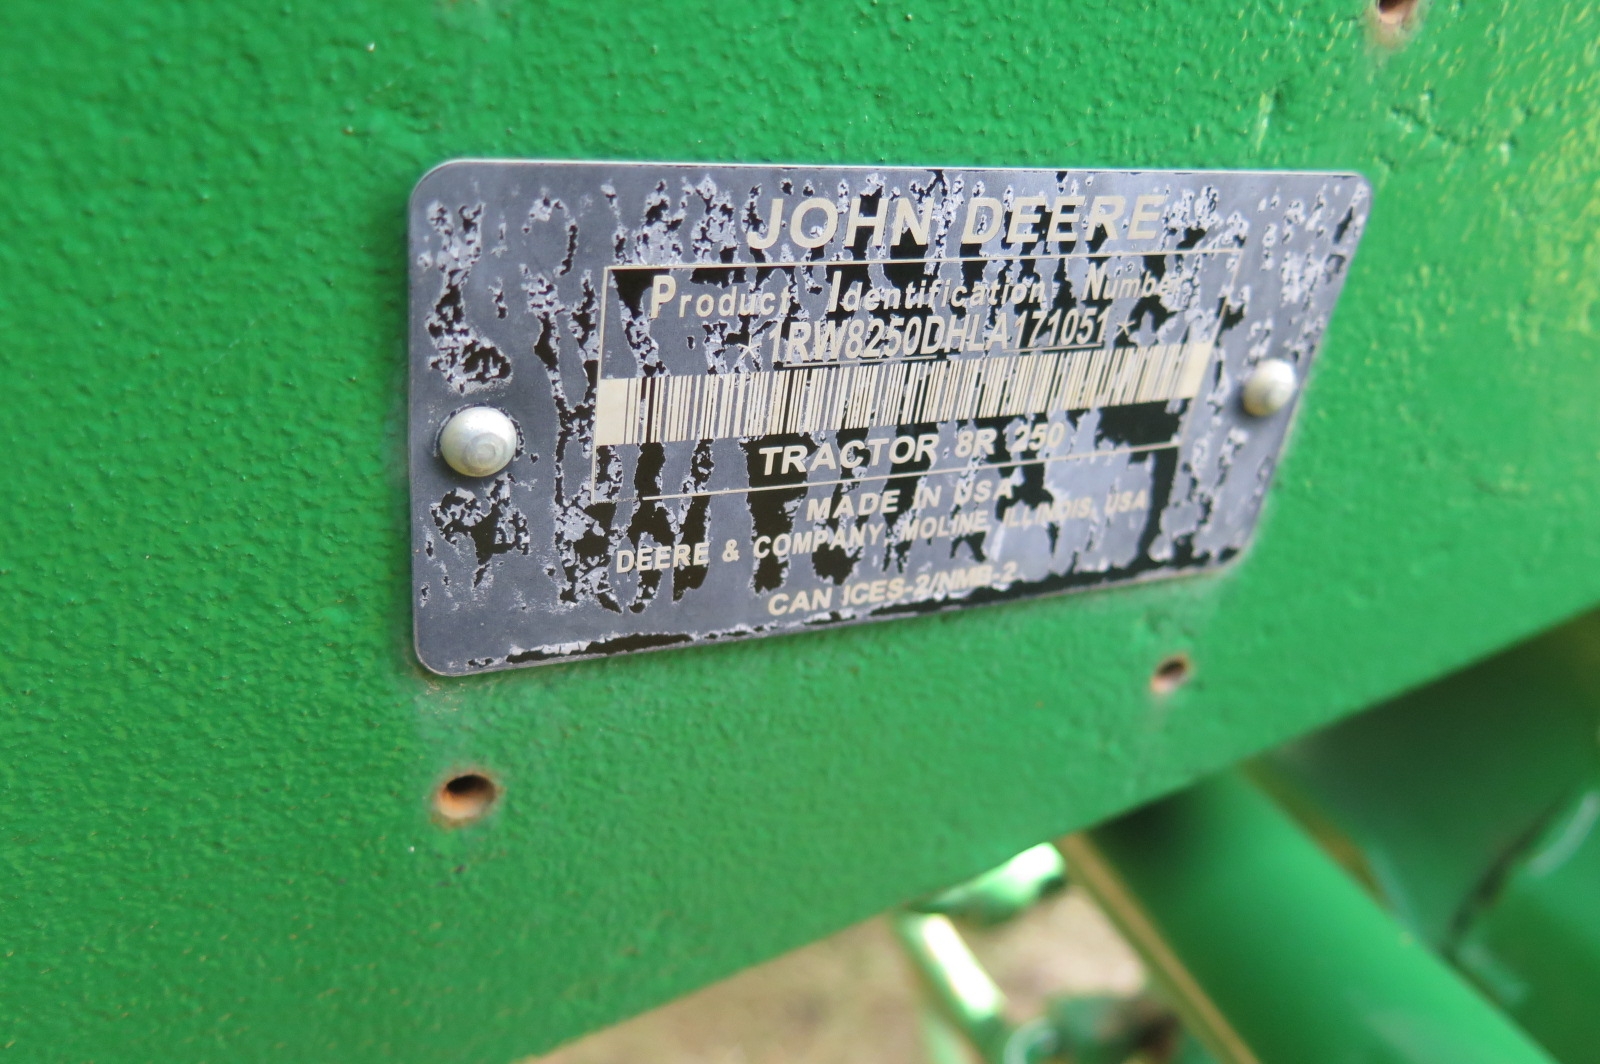 JOHN DEERE
Product Identification Number
*1RW8250DHLA171051*
TRACTOR 8R 250
MADE IN USA
DEERE & COMPANY, MOLINE ILLINOIS, USA
CAN ICES-2/NMB-2